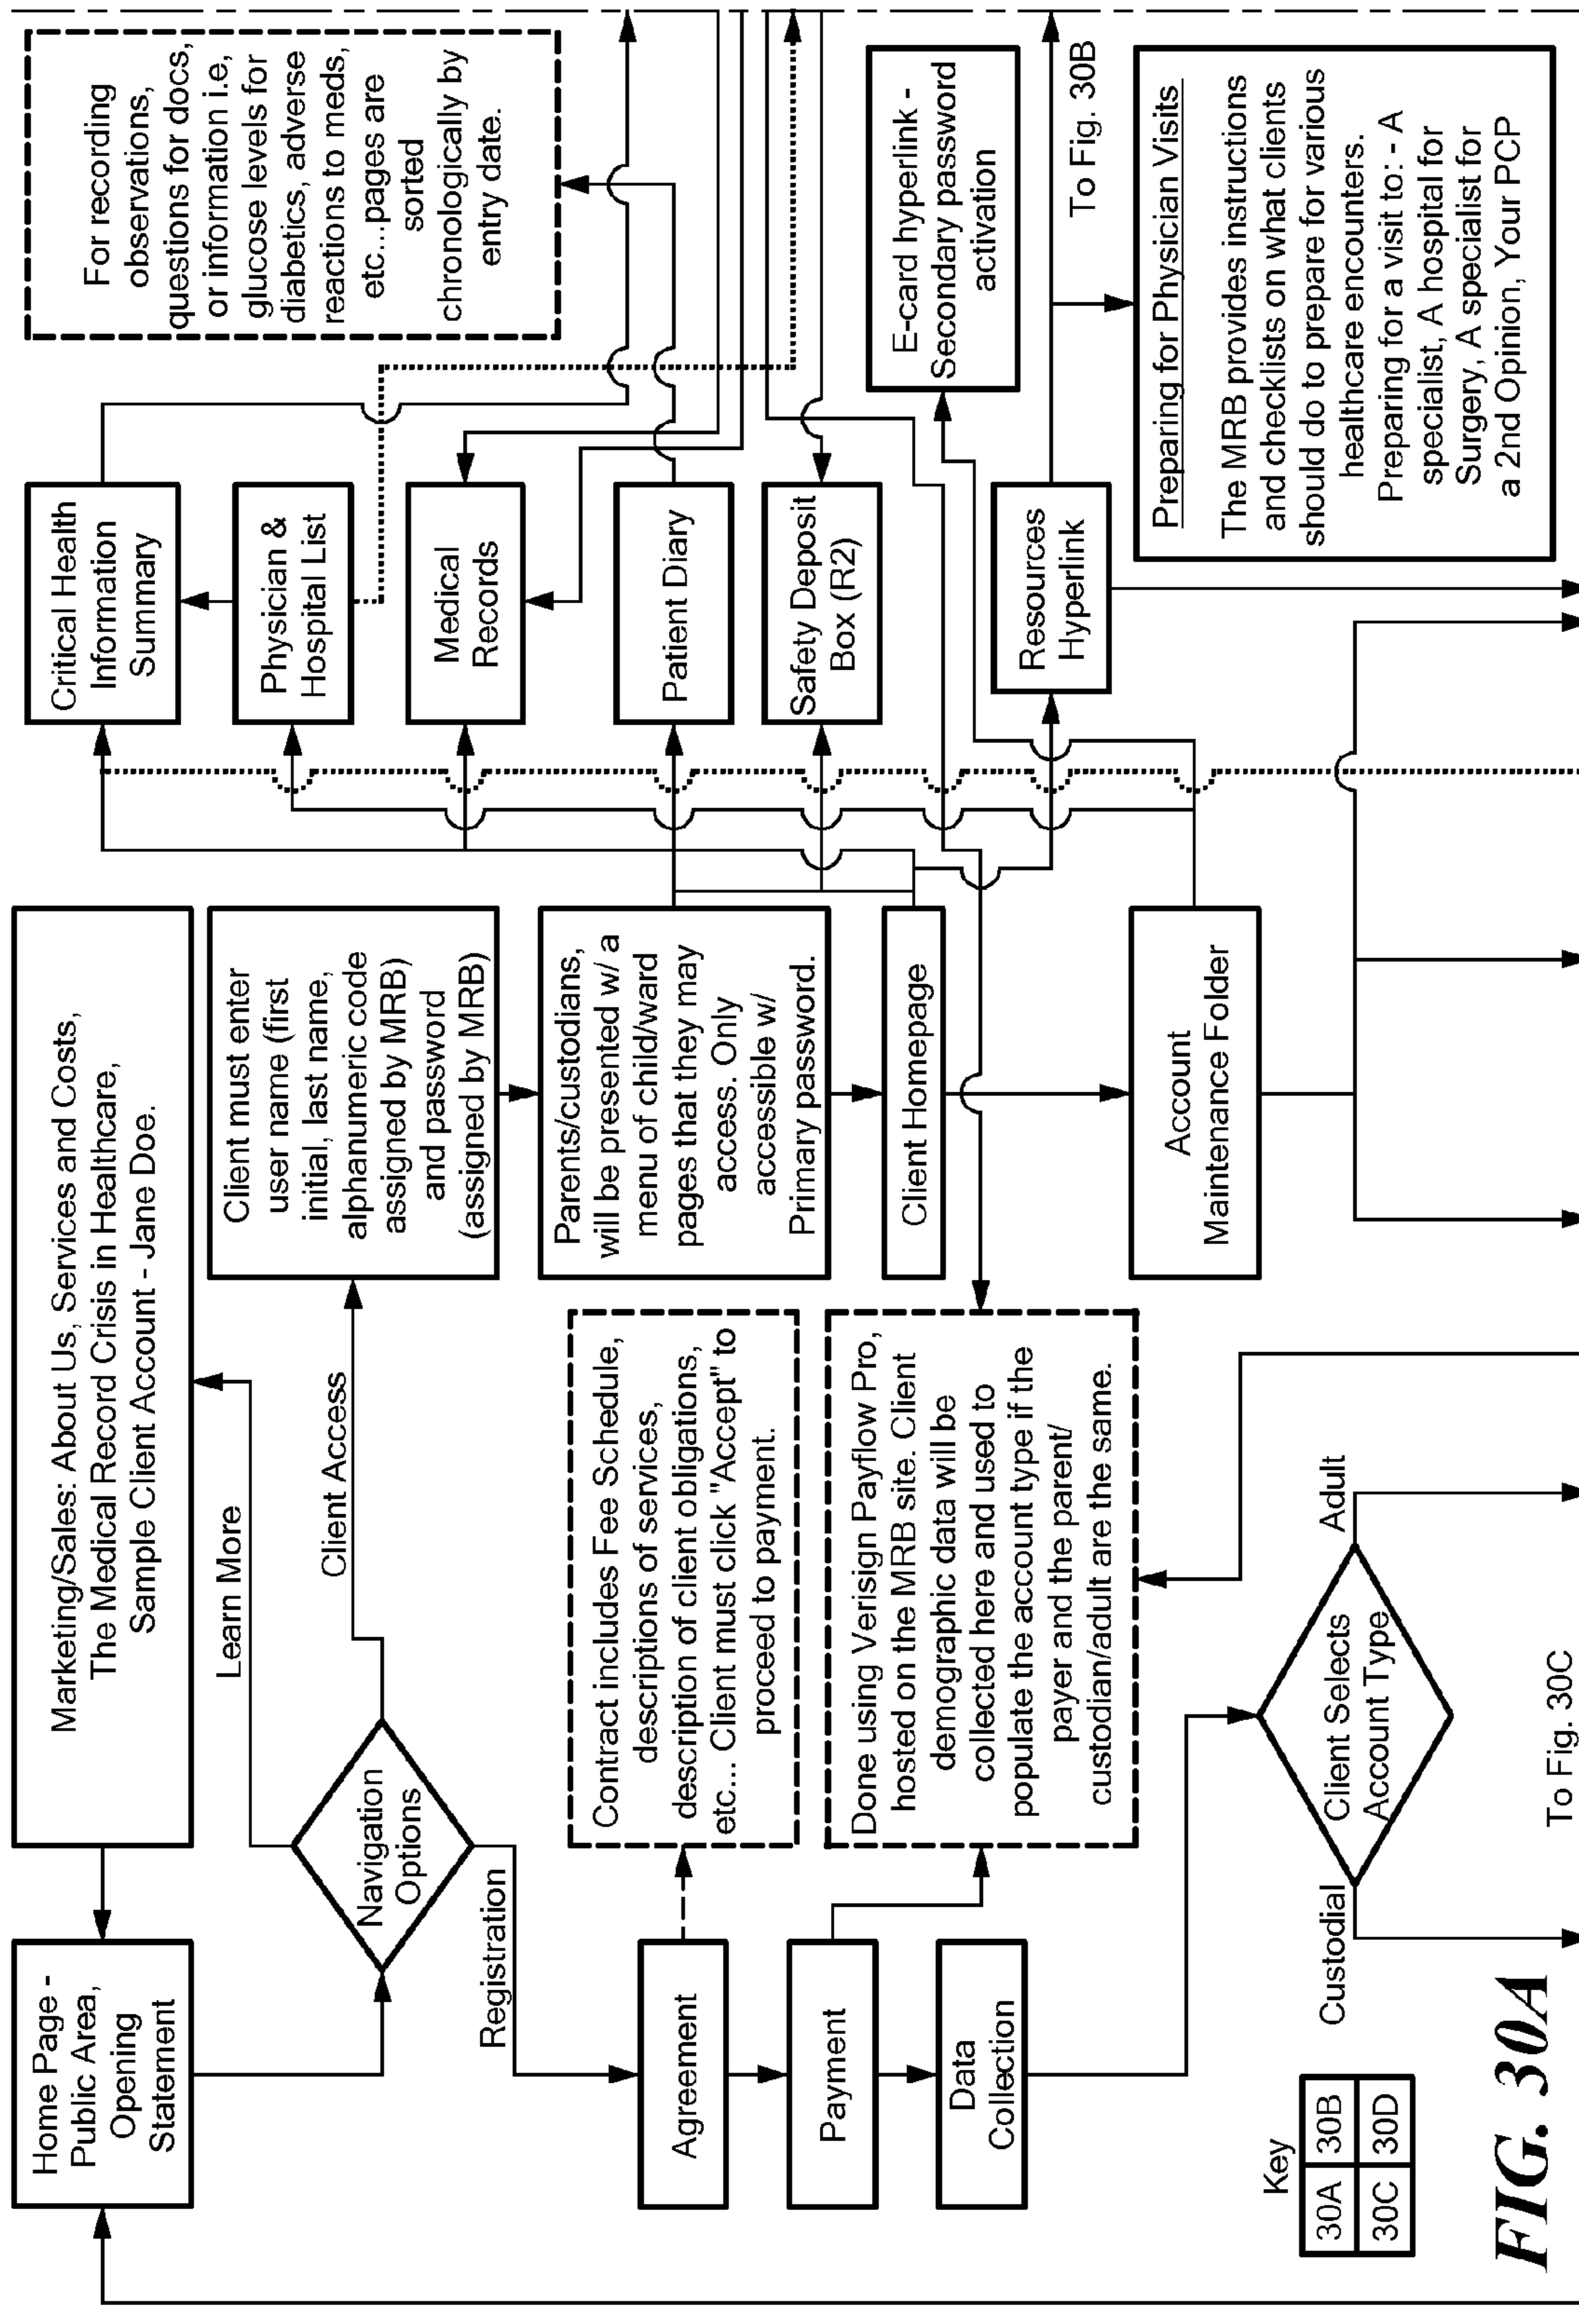 Home Page -
Public Area,
Opening
Statement
Marketing/Sales: About Us, Services and Costs,
The Medical Record Crisis in Healthcare,
Sample Client Account - Jane Doe.
Learn More
Navigation
Options
Client Access
Registration
Client must enter
user name (first
initial, last name,
alphanumeric code
assigned by MRB)
and password
(assigned by MRB)
Agreement
Contract includes Fee Schedule,
descriptions of services,
description of client obligations,
etc... Client must click "Accept" to
proceed to payment.
Parents/custodians,
will be presented w/ a
menu of child/ward
pages that they may
access. Only
accessible w/
Primary password.
Payment
Done using Verisign Payflow Pro,
hosted on the MRB site. Client
demographic data will be
collected here and used to
populate the account type if the
payer and the parent/
custodian/adult are the same.
Client Homepage
Data
Collection
Account
Maintenance Folder
Client Selects
Account Type
Custodial
Adult
To Fig. 30C
Critical Health
Information
Summary
Physician &
Hospital List
Medical
Records
Patient Diary
Safety Deposit
Box (R2)
Resources
Hyperlink
For recording
observations,
questions for docs,
or information i.e,
glucose levels for
diabetics, adverse
reactions to meds,
etc...pages are
sorted
chronologically by
entry date.
E-card hyperlink -
Secondary password
activation
To Fig. 30B
Preparing for Physician Visits
The MRB provides instructions
and checklists on what clients
should do to prepare for various
healthcare encounters.
Preparing for a visit to: - A
specialist, A hospital for
Surgery, A specialist for
a 2nd Opinion, Your PCP
Key
30A 30B
30C 30D
FIG. 30A